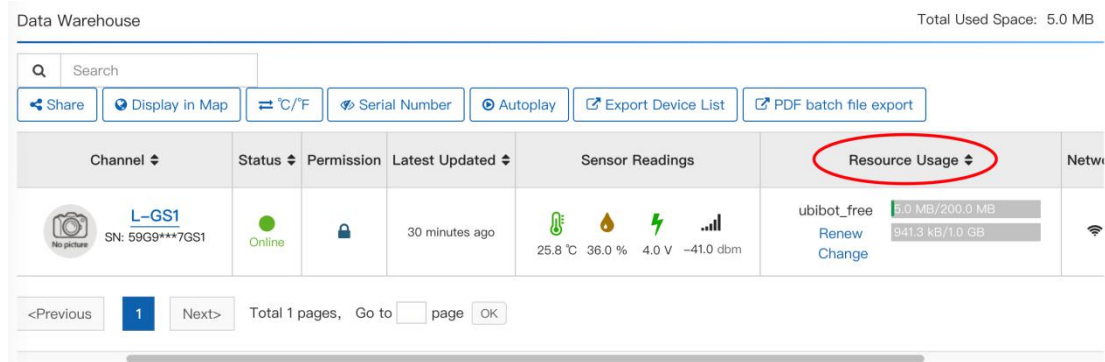 Data Warehouse Total Used Space: 5.0 MB
Search
Share Display in Map °C/°F Serial Number Autoplay Export Device List PDF batch file export
Channel Status Permission Latest Updated Sensor Readings Resource Usage Netwo
No picture L-GS1 SN: 59G9***7GS1 Online 30 minutes ago 25.8 °C 36.0 % 4.0 V -41.0 dbm ubibot_free 5.0 MB/200.0 MB
Renew 941.3 kB/1.0 GB
Change
<Previous 1 Next> Total 1 pages, Go to page OK